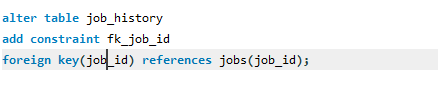 alter table job_history
add constraint fk_job_id
foreign key(job_id) references jobs(job_id);